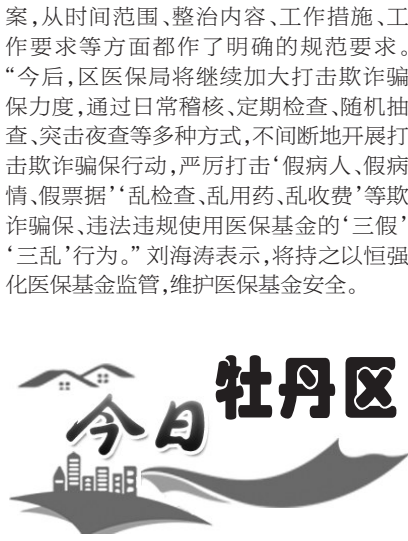 案，从时间范围、整治内容、工作措施、工
作要求等方面都作了明确的规范要求。
“今后，区医保局将继续加大打击欺诈骗
保力度，通过日常稽核、定期检查、随机抽
查、突击夜查等多种方式，不间断地开展打
击欺诈骗保行动，严厉打击‘假病人、假病
情、假票据’‘乱检查、乱用药、乱收费’等欺
诈骗保、违法违规使用医保基金的‘三假’
‘三乱’行为。”刘海涛表示，将持之以恒强
化医保基金监管，维护医保基金安全。
今日 牡丹区